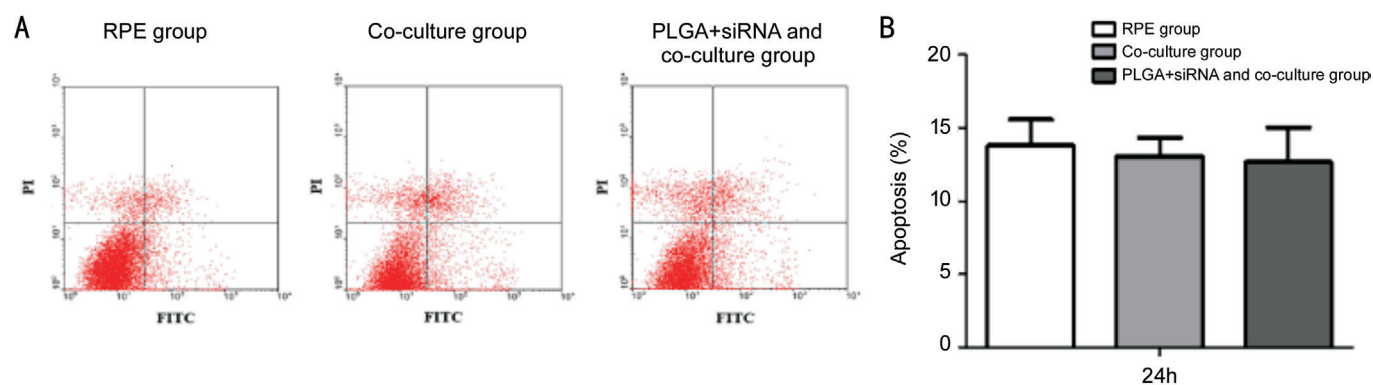 A
RPE group
Co-culture group
PLGA+siRNA and
co-culture group
PI
FITC
PI
FITC
PI
FITC
B
RPE group
Co-culture group
PLGA+siRNA and co-culture group
Apoptosis (%)
20
15
10
5
0
24h